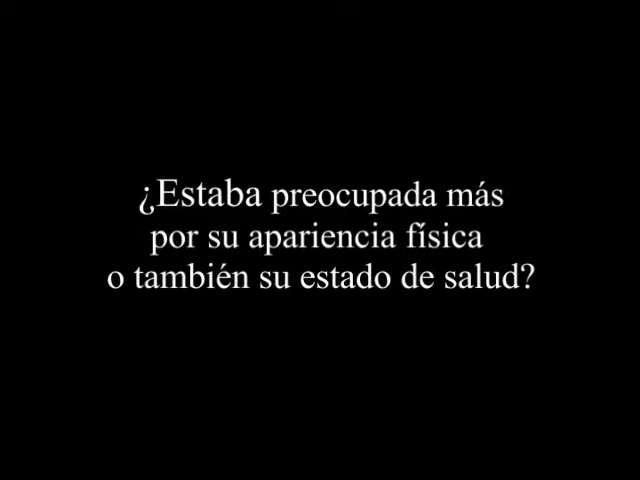 ¿Estaba preocupada más
por su apariencia física
o también su estado de salud?